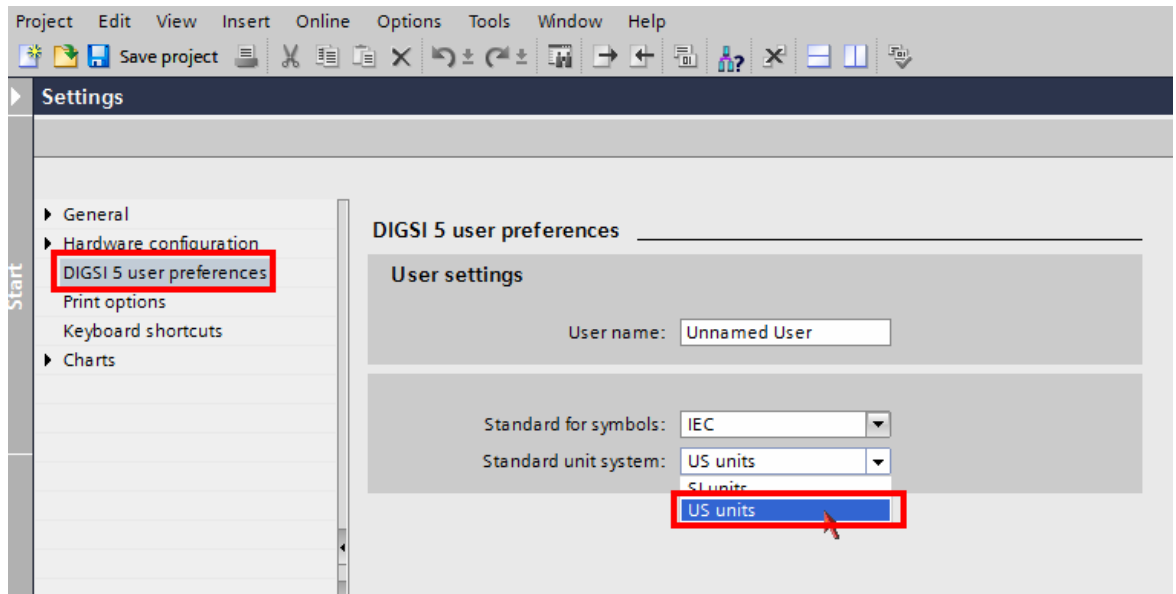 Project Edit View Insert Online Options Tools Window Help
Save project
Settings
Start
General
Hardware configuration
DIGSI 5 user preferences
Print options
Keyboard shortcuts
Charts
DIGSI 5 user preferences
User settings
User name: Unnamed User
Standard for symbols: IEC
Standard unit system: US units
SI units
US units